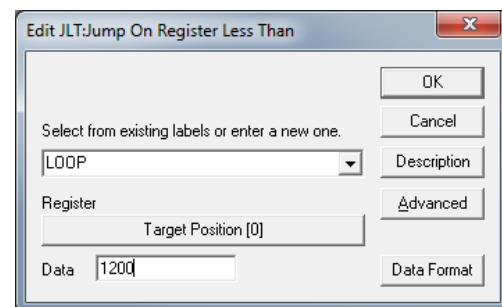 Edit JLT:Jump On Register Less Than
OK
Select from existing labels or enter a new one.
Cancel
LOOP
Description
Register
Advanced
Target Position [0]
Data
1200
Data Format